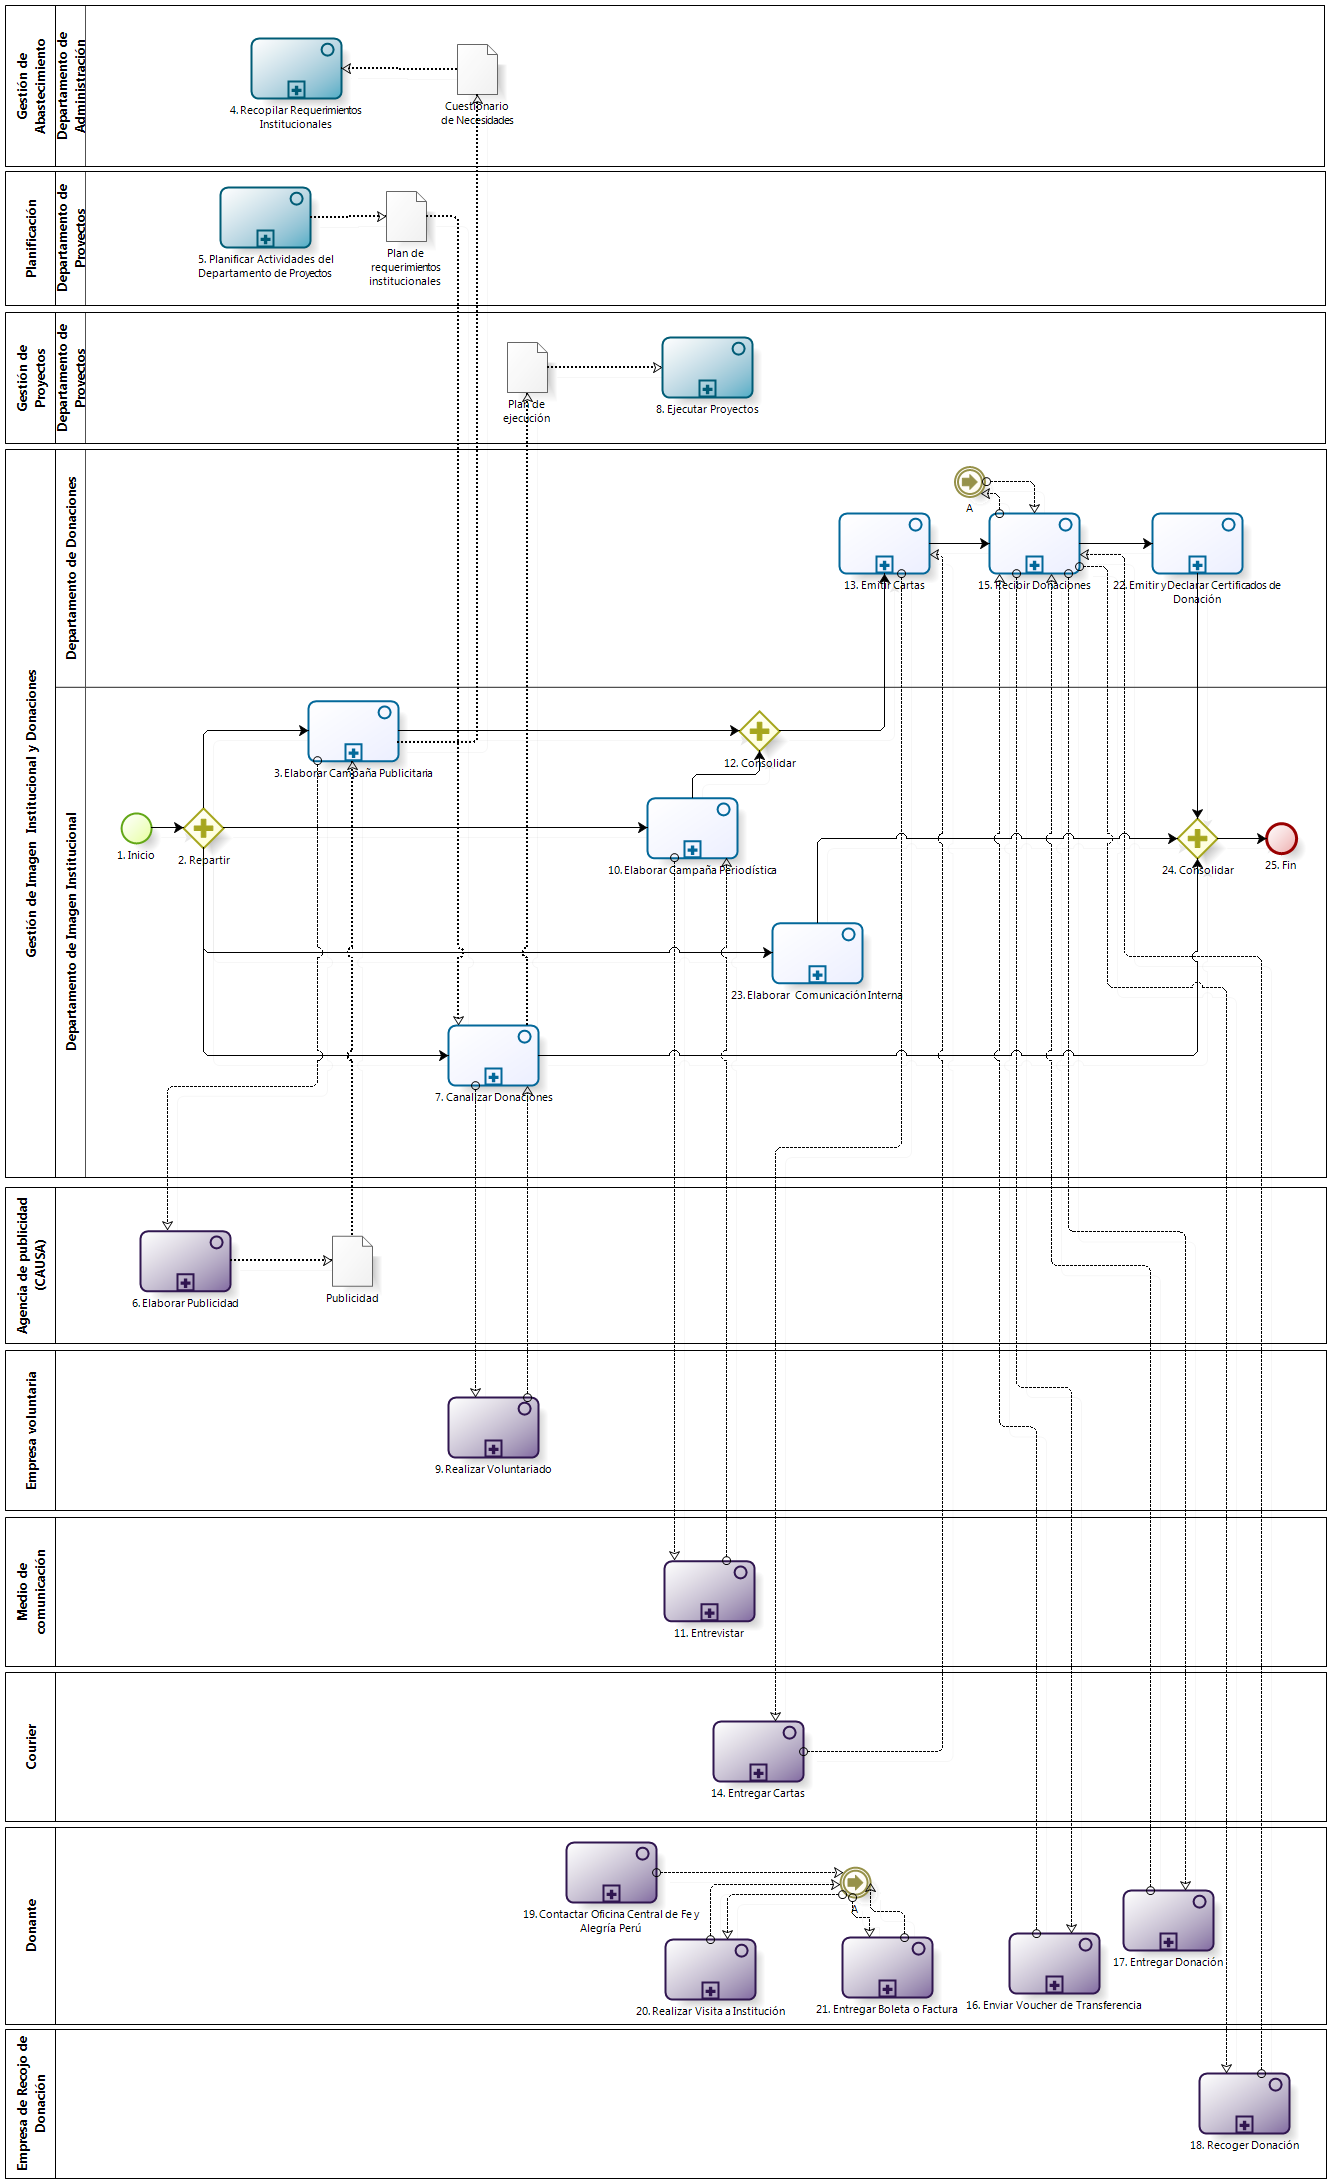 Gestión de
Abastecimiento
Departamento de
Administración
4. Recopilar Requerimientos
Institucionales
Cuestionario
de Necesidades
Planificación
Departamento de
Proyectos
5. Planificar Actividades del
Departamento de Proyectos
Plan de
requerimientos
institucionales
Gestión de
Proyectos
Departamento de
Proyectos
Plan de
ejecución
8. Ejecutar Proyectos
Gestión de Imagen Institucional y Donaciones
Departamento de Donaciones
A
13. Emitir Cartas
15. Recibir Donaciones
22. Emitir y Declarar Certificados de
Donación
Departamento de Imagen Institucional
3. Elaborar Campaña Publicitaria
12. Consolidar
1. Inicio
2. Repartir
10. Elaborar Campaña Periodística
24. Consolidar
25. Fin
23. Elaborar Comunicación Interna
7. Canalizar Donaciones
Agencia de publicidad
(CAUSA)
6. Elaborar Publicidad
Publicidad
Empresa voluntaria
9. Realizar Voluntariado
Medio de
comunicación
11. Entrevistar
Courier
14. Entregar Cartas
Donante
19. Contactar Oficina Central de Fe y
Alegría Perú
A
20. Realizar Visita a Institución
21. Entregar Boleta o Factura
16. Enviar Voucher de Transferencia
17. Entregar Donación
Empresa de Recojo de
Donación
18. Recoger Donación